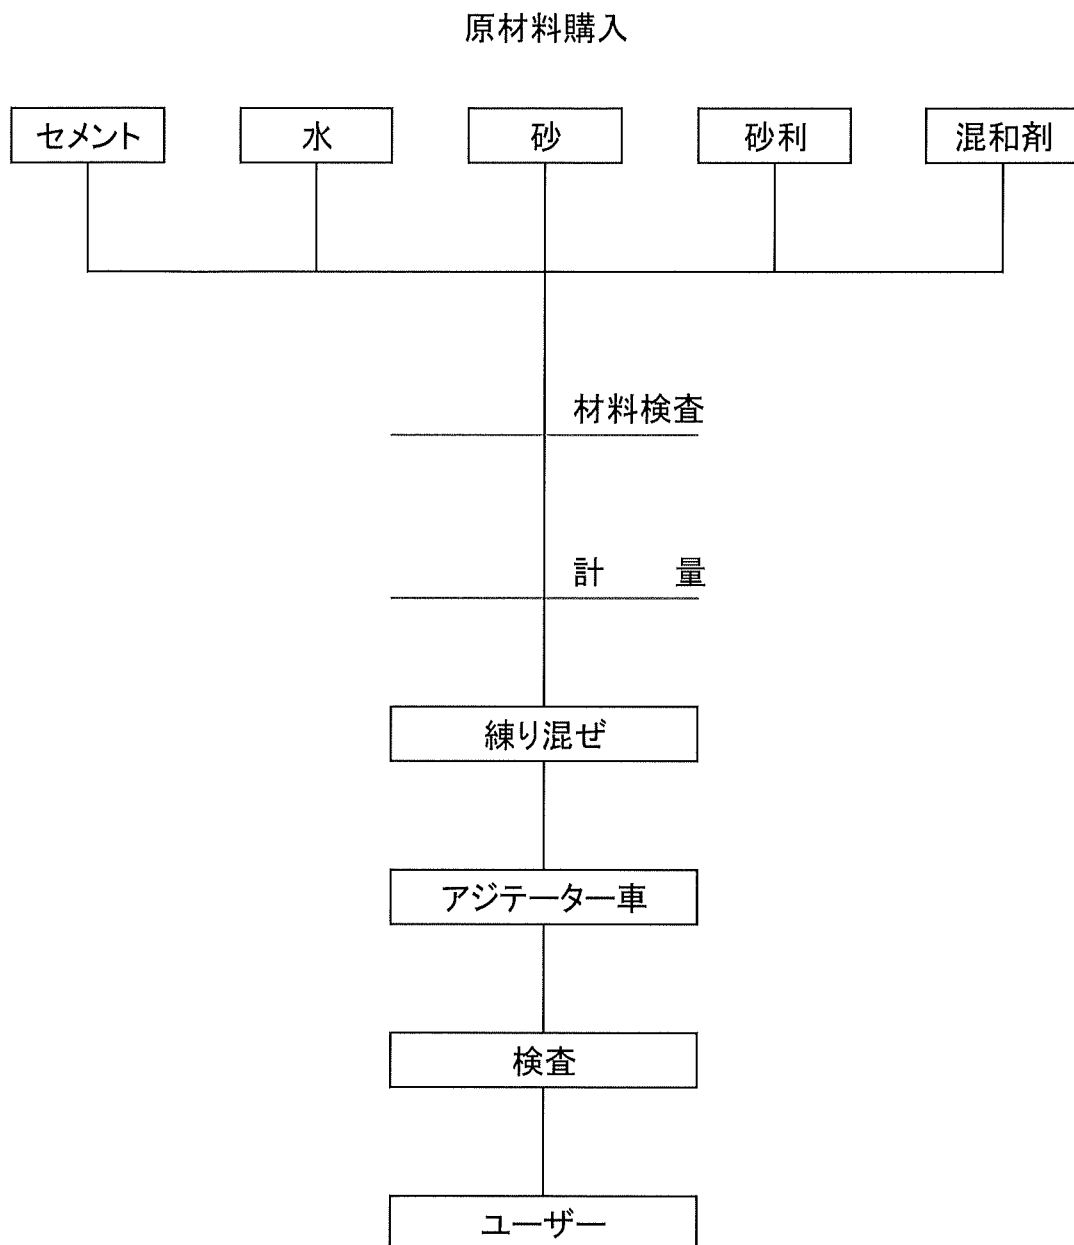 原材料購入
セメント
水
砂
砂利
混和剤
材料検査
計　　量
練り混ぜ
アジテーター車
検査
ユーザー